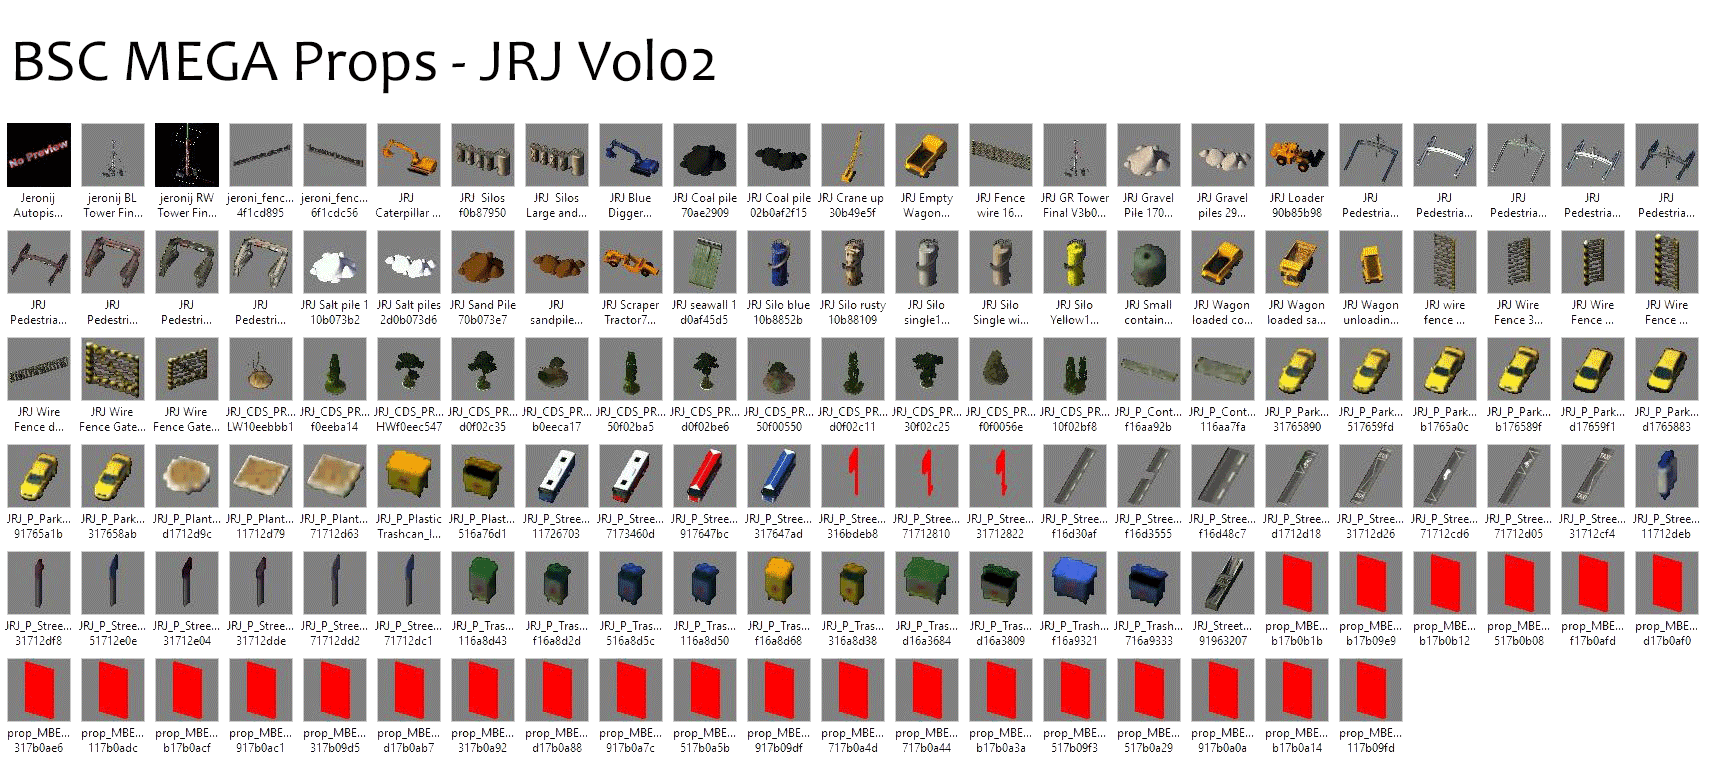 BSC MEGA Props - JRJ Vol02
No Preview
Jeronij Autopis...
jeronij BL Tower Fin...
jeronij RW Tower Fin...
jeroni_fenc... 4f1cd895
jeroni_fenc... 6f1cdc56
JRJ Caterpillar ...
JRJ Silos f0b87950
JRJ Silos Large and...
JRJ Blue Digger...
JRJ Coal pile 70ae2909
JRJ Coal pile 02b0af2f15
JRJ Crane up 30b49e5f
JRJ Empty Wagon...
JRJ Fence wire 16...
JRJ GR Tower Final V3b0...
JRJ Gravel Pile 170...
JRJ Gravel piles 29...
JRJ Loader 90b85b98
JRJ Pedestria...
JRJ Pedestria...
JRJ Pedestria...
JRJ Pedestria...
JRJ Pedestria...
JRJ Pedestria...
JRJ Pedestri...
JRJ Pedestri...
JRJ Pedestri...
JRJ Salt pile 1 10b073b2
JRJ Salt piles 2d0b073d6
JRJ Sand Pile 70b073e7
JRJ sandpile...
JRJ Scraper Tractor7...
JRJ seawall 1 d0af45d5
JRJ Silo blue 10b8852b
JRJ Silo rusty 10b88109
JRJ Silo single1...
JRJ Silo Single wi...
JRJ Silo Yellow1...
JRJ Small contain...
JRJ Wagon loaded co...
JRJ Wagon loaded sa...
JRJ Wagon unloadin...
JRJ wire fence ...
JRJ Wire Fence 3...
JRJ Wire Fence ...
JRJ Wire Fence ...
JRJ Wire Fence d...
JRJ Wire Fence Gate...
JRJ Wire Fence Gate...
JRJ_CDS_PR... LW10eebbb1
JRJ_CDS_PR... f0eeba14
JRJ_CDS_PR... HWf0eec547
JRJ_CDS_PR... d0f02c35
JRJ_CDS_PR... b0eeca17
JRJ_CDS_PR... 50f02ba5
JRJ_CDS_PR... d0f02be6
JRJ_CDS_PR... 50f00550
JRJ_CDS_PR... d0f02c11
JRJ_CDS_PR... 30f02c25
JRJ_CDS_PR... f0f0056e
JRJ_CDS_PR... 10f02bf8
JRJ_P_Cont... f16aa92b
JRJ_P_Cont... 116aa7fa
JRJ_P_Park... 31765890
JRJ_P_Park... 517659fd
JRJ_P_Park... b1765a0c
JRJ_P_Park... b176589f
JRJ_P_Park... d17659f1
JRJ_P_Park... d1765883
JRJ_P_Park... 91765a1b
JRJ_P_Park... 317658ab
JRJ_P_Plant... d1712d9c
JRJ_P_Plant... 11712d79
JRJ_P_Plant... 71712d63
JRJ_P_Plastic Trashcan_l...
JRJ_P_Plast... 516a76d1
JRJ_P_Stree... 11726703
JRJ_P_Stree... 7173460d
JRJ_P_Stree... 917647bc
JRJ_P_Stree... 317647ad
JRJ_P_Stree... 316bdeb8
JRJ_P_Stree... 71712810
JRJ_P_Stree... 31712822
JRJ_P_Stree... f16d30af
JRJ_P_Stree... f16d3555
JRJ_P_Stree... f16d48c7
JRJ_P_Stree... d1712d18
JRJ_P_Stree... 31712d26
JRJ_P_Stree... 71712cd6
JRJ_P_Stree... 71712d05
JRJ_P_Stree... 31712cf4
JRJ_P_Stree... 11712deb
JRJ_P_Stree... 31712df8
JRJ_P_Stree... 51712e0e
JRJ_P_Stree... 31712e04
JRJ_P_Stree... 31712dde
JRJ_P_Stree... 71712dd2
JRJ_P_Stree... 71712dc1
JRJ_P_Tras... 116a8d43
JRJ_P_Tras... f16a8d2d
JRJ_P_Tras... 516a8d5c
JRJ_P_Tras... 116a8d50
JRJ_P_Tras... f16a8d68
JRJ_P_Tras... 316a8d38
JRJ_P_Tras... d16a3684
JRJ_P_Tras... d16a3809
JRJ_P_Trash... f16a9321
JRJ_P_Trash... 716a9333
JRJ_Street... 91963207
prop_MBE... b17b0b1b
prop_MBE... b17b09e9
prop_MBE... b17b0b12
prop_MBE... 517b0b08
prop_MBE... f17b0afd
prop_MBE... d17b0af0
prop_MBE... 317b0ae6
prop_MBE... 117b0adc
prop_MBE... b17b0acf
prop_MBE... 917b0ac1
prop_MBE... 317b09d5
prop_MBE... d17b0ab7
prop_MBE... 317b0a92
prop_MBE... d17b0a88
prop_MBE... 917b0a7c
prop_MBE... 517b0a5b
prop_MBE... 917b09df
prop_MBE... 717b0a4d
prop_MBE... 717b0a44
prop_MBE... b17b0a3a
prop_MBE... 517b09f3
prop_MBE... 517b0a29
prop_MBE... 917b0a0a
prop_MBE... b17b0a14
prop_MBE... 117b09fd